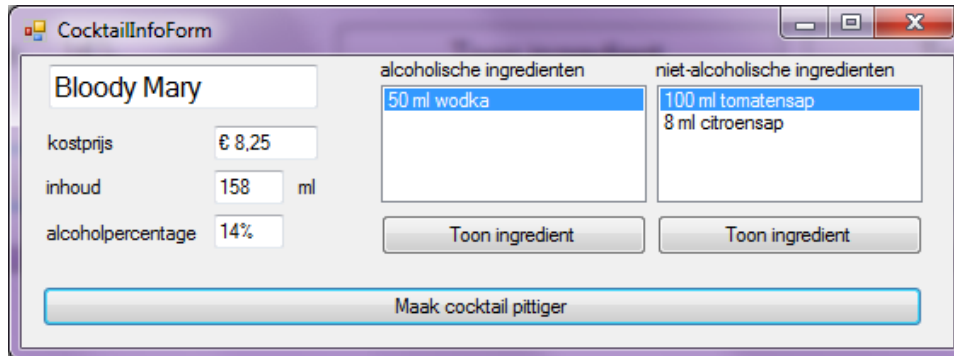 CocktailInfoForm
Bloody Mary
kostprijs € 8,25
inhoud 158 ml
alcoholpercentage 14%
alcoholische ingredienten
50 ml wodka
Toon ingredient
niet-alcoholische ingredienten
100 ml tomatensap
8 ml citroensap
Toon ingredient
Maak cocktail pittiger